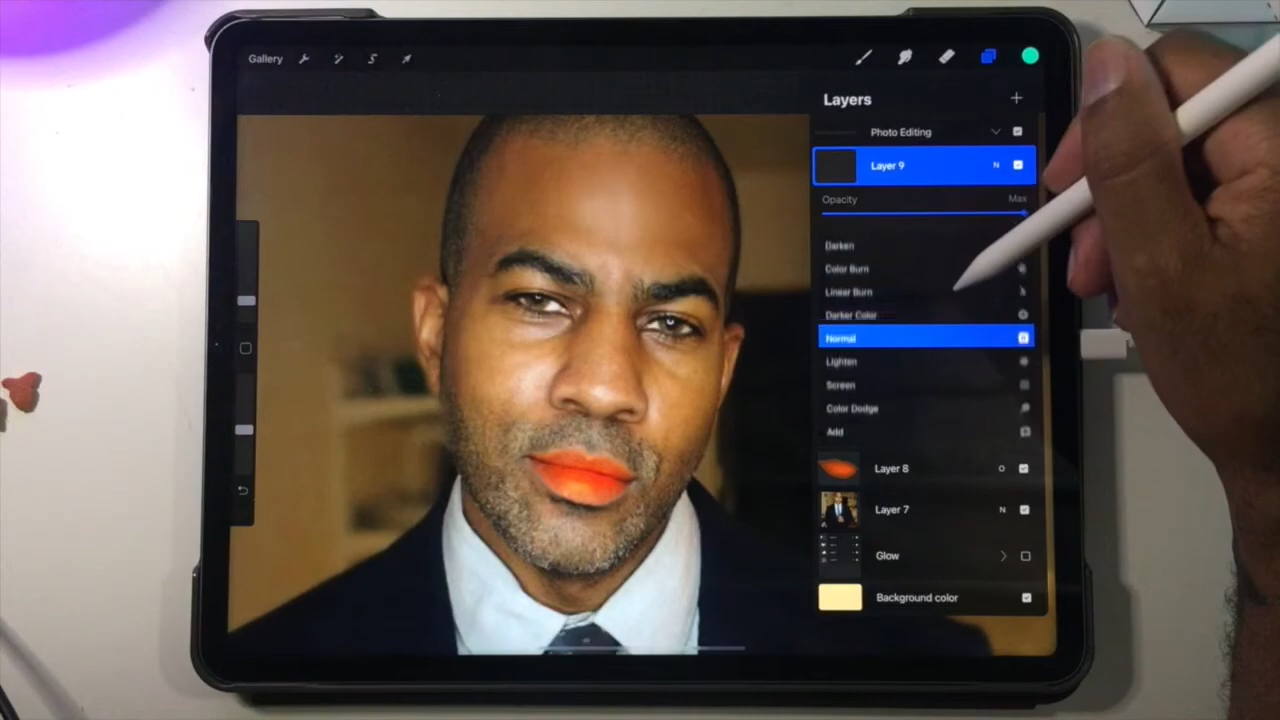 Gallery
Layers
Photo Editing
Layer 9 N
Opacity Max
Darken
Color Burn
Linear Burn
Darker Color
Normal
Lighten
Screen
Color Dodge
Add
Layer 8 O
Layer 7 N
Glow
Background color